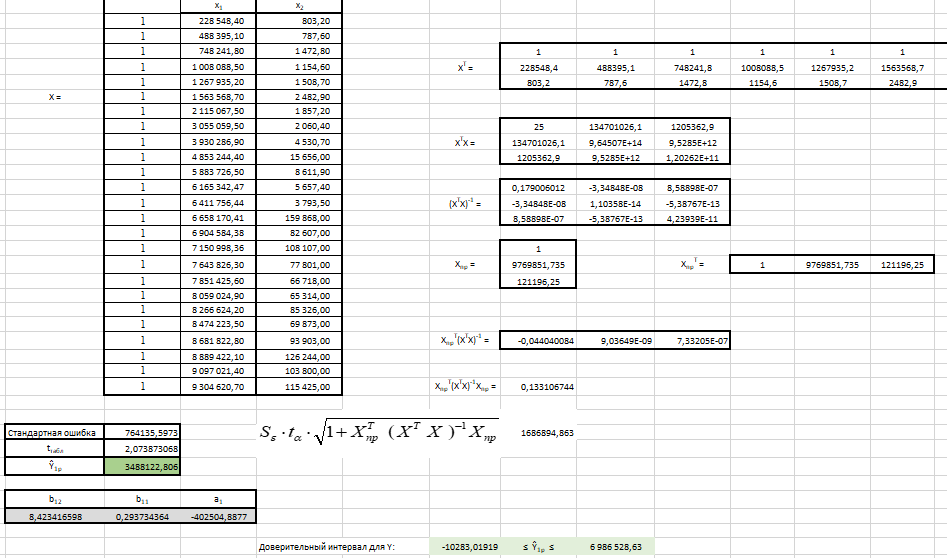 x₁ x₂
1 228 548,40 803,20
1 488 395,10 787,60
1 748 241,80 1 472,80 1 1 1 1 1 1
1 1 008 088,50 1 154,60 Xᵀ = 228548,4 488395,1 748241,8 1008088,5 1267935,2 1563568,7
1 1 267 935,20 1 508,70 803,2 787,6 1472,8 1154,6 1508,7 2482,9
X = 1 1 563 568,70 2 482,90
1 2 115 067,50 1 857,20
1 3 055 059,50 2 060,40 25 134701026,1 1205362,9
1 3 930 286,90 4 530,70 XᵀX = 134701026,1 9,64507E+14 9,5285E+12
1 4 853 244,40 15 656,00 1205362,9 9,5285E+12 1,20262E+11
1 5 883 726,50 8 611,90
1 6 165 342,47 5 657,40 0,179006012 -3,34848E-08 8,58898E-07
1 6 411 756,44 3 793,50 (XᵀX)⁻¹ = -3,34848E-08 1,10358E-14 -5,38767E-13
1 6 658 170,41 159 868,00 8,58898E-07 -5,38767E-13 4,23939E-11
1 6 904 584,38 82 607,00
1 7 150 998,36 108 107,00 1
1 7 643 826,30 77 801,00 Xпр = 9769851,735 Xпрᵀ = 1 9769851,735 121196,25
1 7 851 425,60 66 718,00 121196,25
1 8 059 024,90 65 314,00
1 8 266 624,20 85 326,00
1 8 474 223,50 69 873,00
1 8 681 822,80 93 903,00 Xпрᵀ(XᵀX)⁻¹ = -0,044040084 9,03649E-09 7,33205E-07
1 8 889 422,10 126 244,00
1 9 097 021,40 103 800,00
1 9 304 620,70 115 425,00 Xпрᵀ(XᵀX)⁻¹Xпр = 0,133106744
Стандартная ошибка 764135,5973 Sε · tα · √1 + Xпрᵀ (Xᵀ X)⁻¹ Xпр 1686894,863
tтабл 2,073873068
Ŷ₁ₚ 3488122,806
b₁₂ b₁₁ a₁
8,423416598 0,293734364 -402504,8877
Доверительный интервал для Y: -10283,01919 ≤ Ŷ₁ₚ ≤ 6 986 528,63